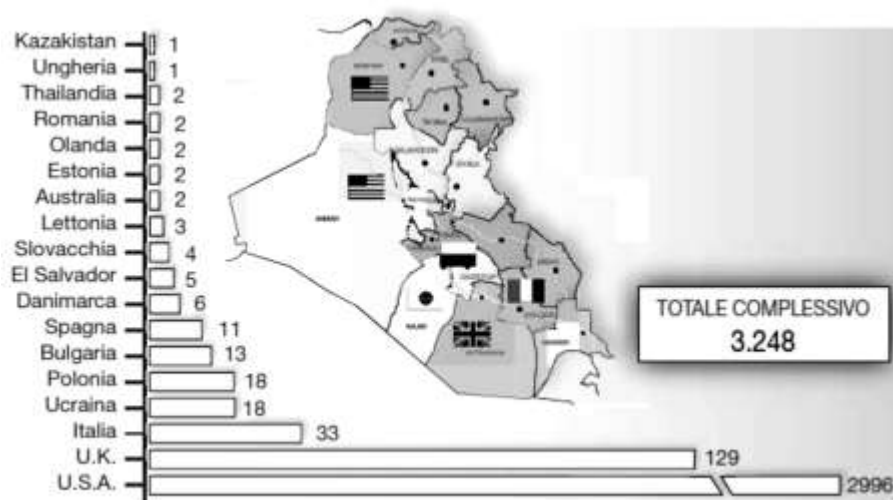 Kazakistan 1
Ungheria 1
Thailandia 2
Romania 2
Olanda 2
Estonia 2
Australia 2
Lettonia 3
Slovacchia 4
El Salvador 5
Danimarca 6
Spagna 11
Bulgaria 13
Polonia 18
Ucraina 18
Italia 33
U.K. 129
U.S.A. 2996
TOTALE COMPLESSIVO
3.248